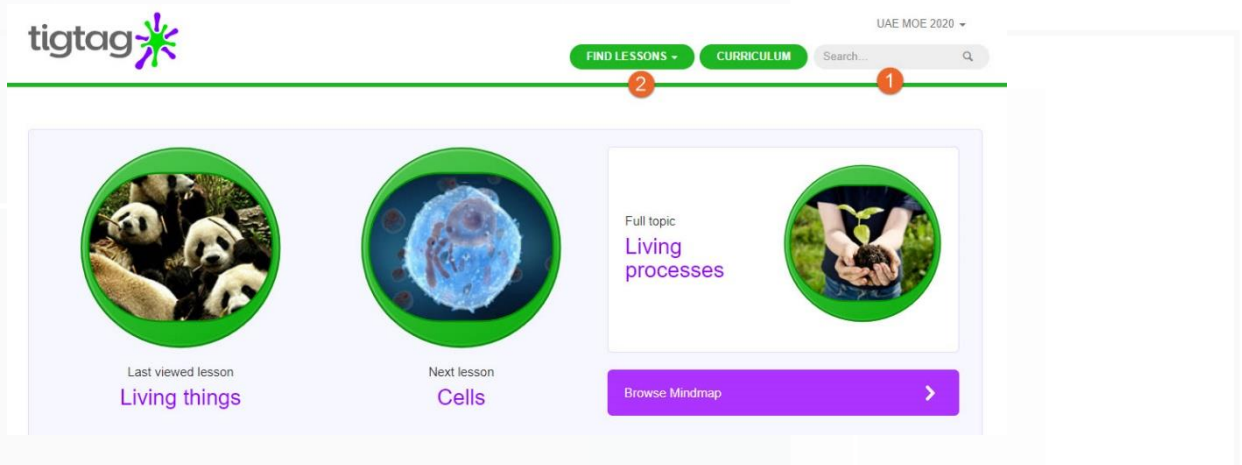 tigtag
UAE MOE 2020
FIND LESSONS
CURRICULUM
Search...
2
1
Full topic
Living
processes
Last viewed lesson
Living things
Next lesson
Cells
Browse Mindmap